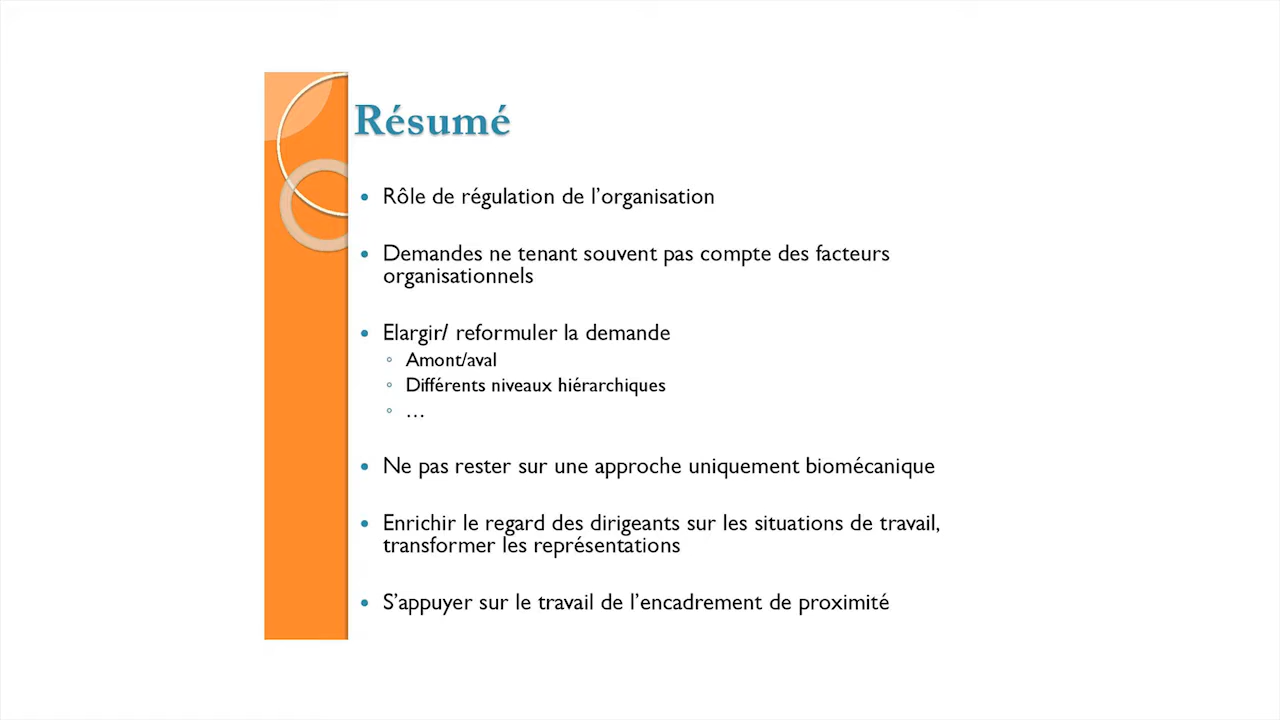 Résumé
• Rôle de régulation de l'organisation
• Demandes ne tenant souvent pas compte des facteurs
organisationnels
• Elargir/ reformuler la demande
◦ Amont/aval
◦ Différents niveaux hiérarchiques
◦ …
• Ne pas rester sur une approche uniquement biomécanique
• Enrichir le regard des dirigeants sur les situations de travail,
transformer les représentations
• S'appuyer sur le travail de l'encadrement de proximité